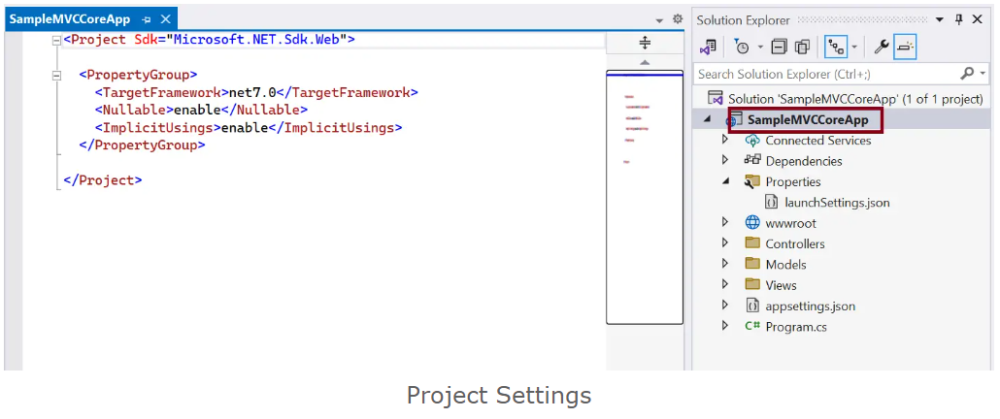 SampleMVCCoreApp
<Project Sdk="Microsoft.NET.Sdk.Web">
<PropertyGroup>
<TargetFramework>net7.0</TargetFramework>
<Nullable>enable</Nullable>
<ImplicitUsings>enable</ImplicitUsings>
</PropertyGroup>
</Project>
Solution Explorer
Search Solution Explorer (Ctrl+;)
Solution 'SampleMVCCoreApp' (1 of 1 project)
SampleMVCCoreApp
Connected Services
Dependencies
Properties
launchSettings.json
wwwroot
Controllers
Models
Views
appsettings.json
C# Program.cs
Project Settings